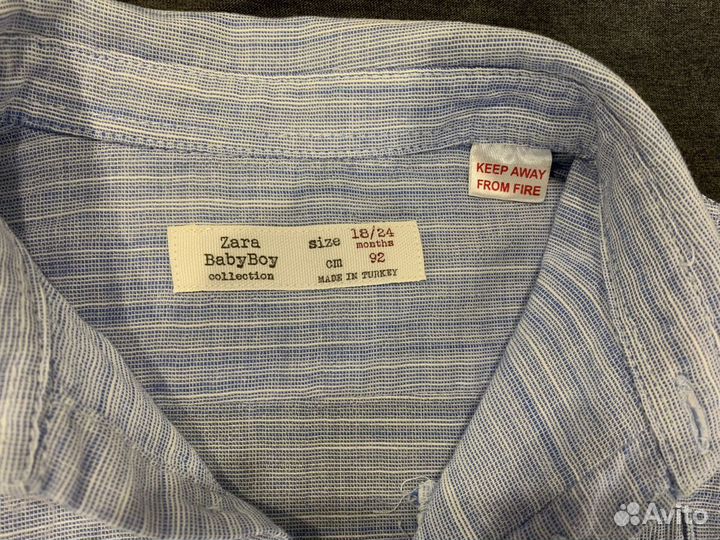 KEEP AWAY
FROM FIRE
Zara
BabyBoy
collection
size 18/24
months
cm 92
MADE IN TURKEY
Avito